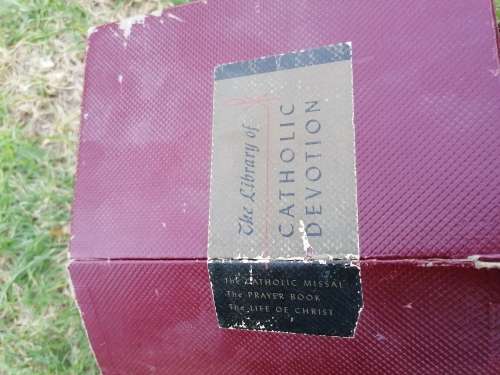 The Library of
CATHOLIC
DEVOTION
The CATHOLIC MISSAL
The PRAYER BOOK
The LIFE OF CHRIST